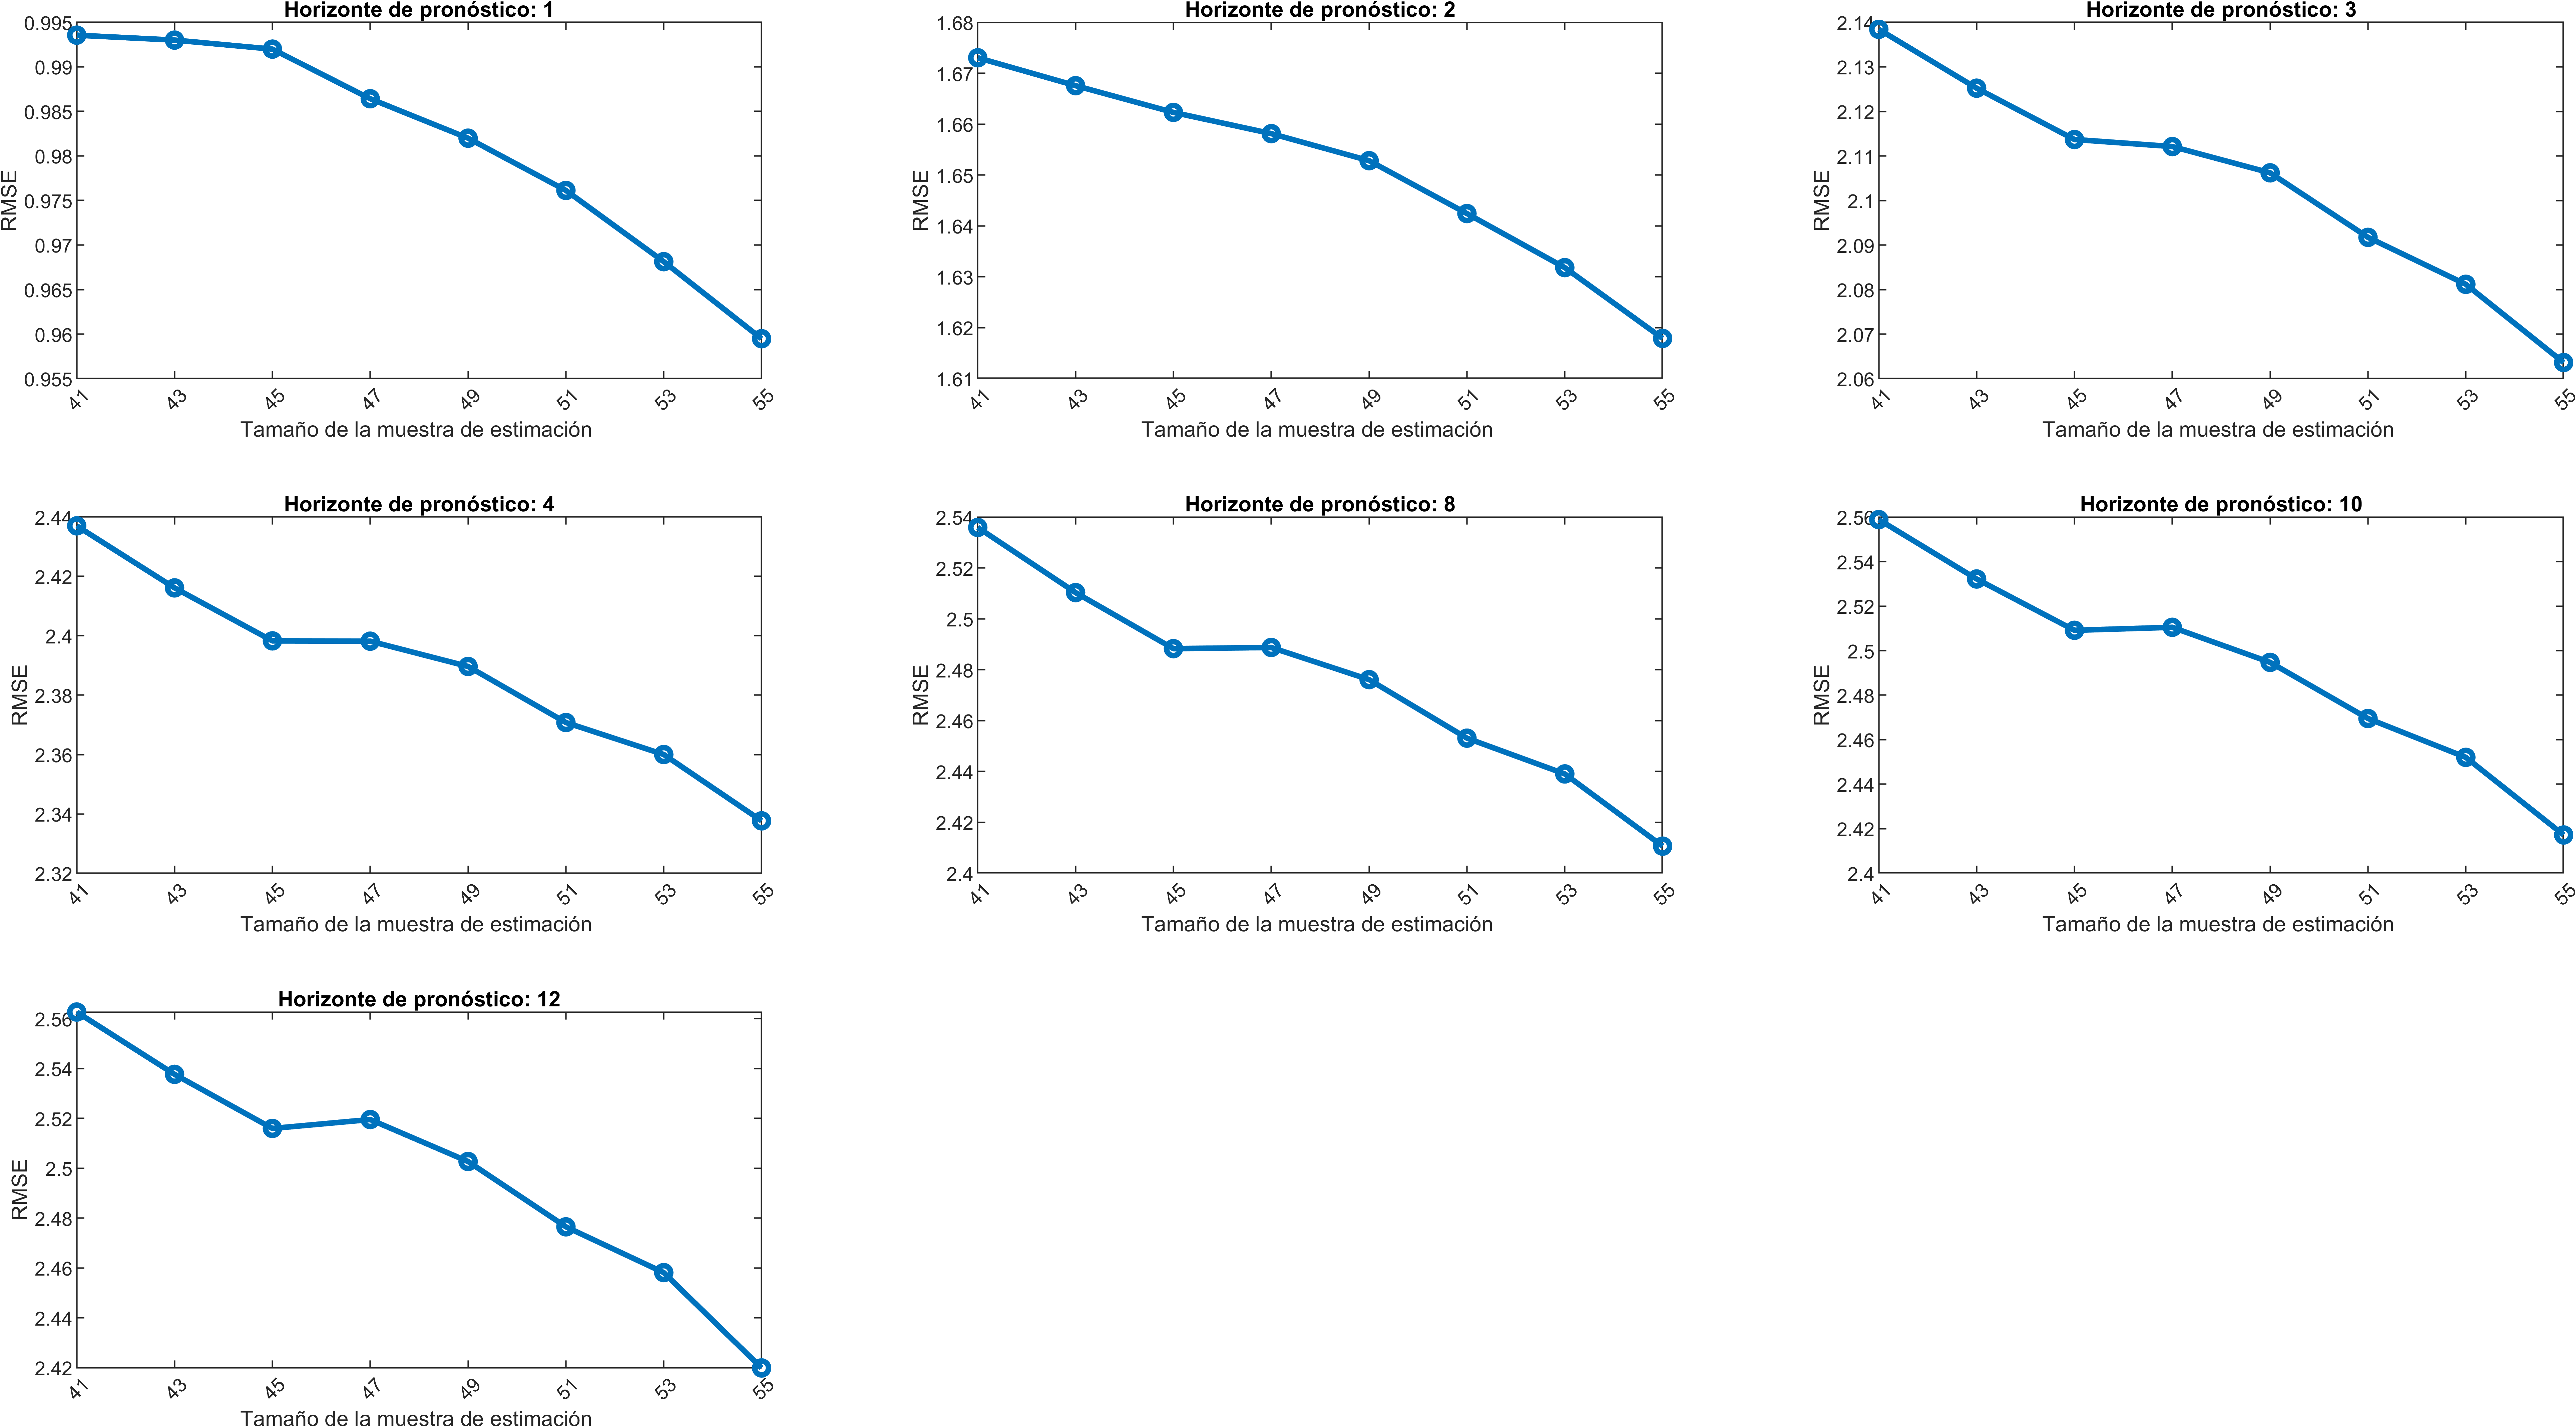 Horizonte de pronóstico: 1
0.995
0.99
0.985
0.98
0.975
0.97
0.965
0.96
0.955
RMSE
41 43 45 47 49 51 53 55
Tamaño de la muestra de estimación
Horizonte de pronóstico: 2
1.68
1.67
1.66
1.65
1.64
1.63
1.62
1.61
RMSE
41 43 45 47 49 51 53 55
Tamaño de la muestra de estimación
Horizonte de pronóstico: 3
2.14
2.13
2.12
2.11
2.1
2.09
2.08
2.07
2.06
RMSE
41 43 45 47 49 51 53 55
Tamaño de la muestra de estimación
Horizonte de pronóstico: 4
2.44
2.42
2.4
2.38
2.36
2.34
2.32
RMSE
41 43 45 47 49 51 53 55
Tamaño de la muestra de estimación
Horizonte de pronóstico: 8
2.54
2.52
2.5
2.48
2.46
2.44
2.42
2.4
RMSE
41 43 45 47 49 51 53 55
Tamaño de la muestra de estimación
Horizonte de pronóstico: 10
2.56
2.54
2.52
2.5
2.48
2.46
2.44
2.42
2.4
RMSE
41 43 45 47 49 51 53 55
Tamaño de la muestra de estimación
Horizonte de pronóstico: 12
2.56
2.54
2.52
2.5
2.48
2.46
2.44
2.42
RMSE
41 43 45 47 49 51 53 55
Tamaño de la muestra de estimación